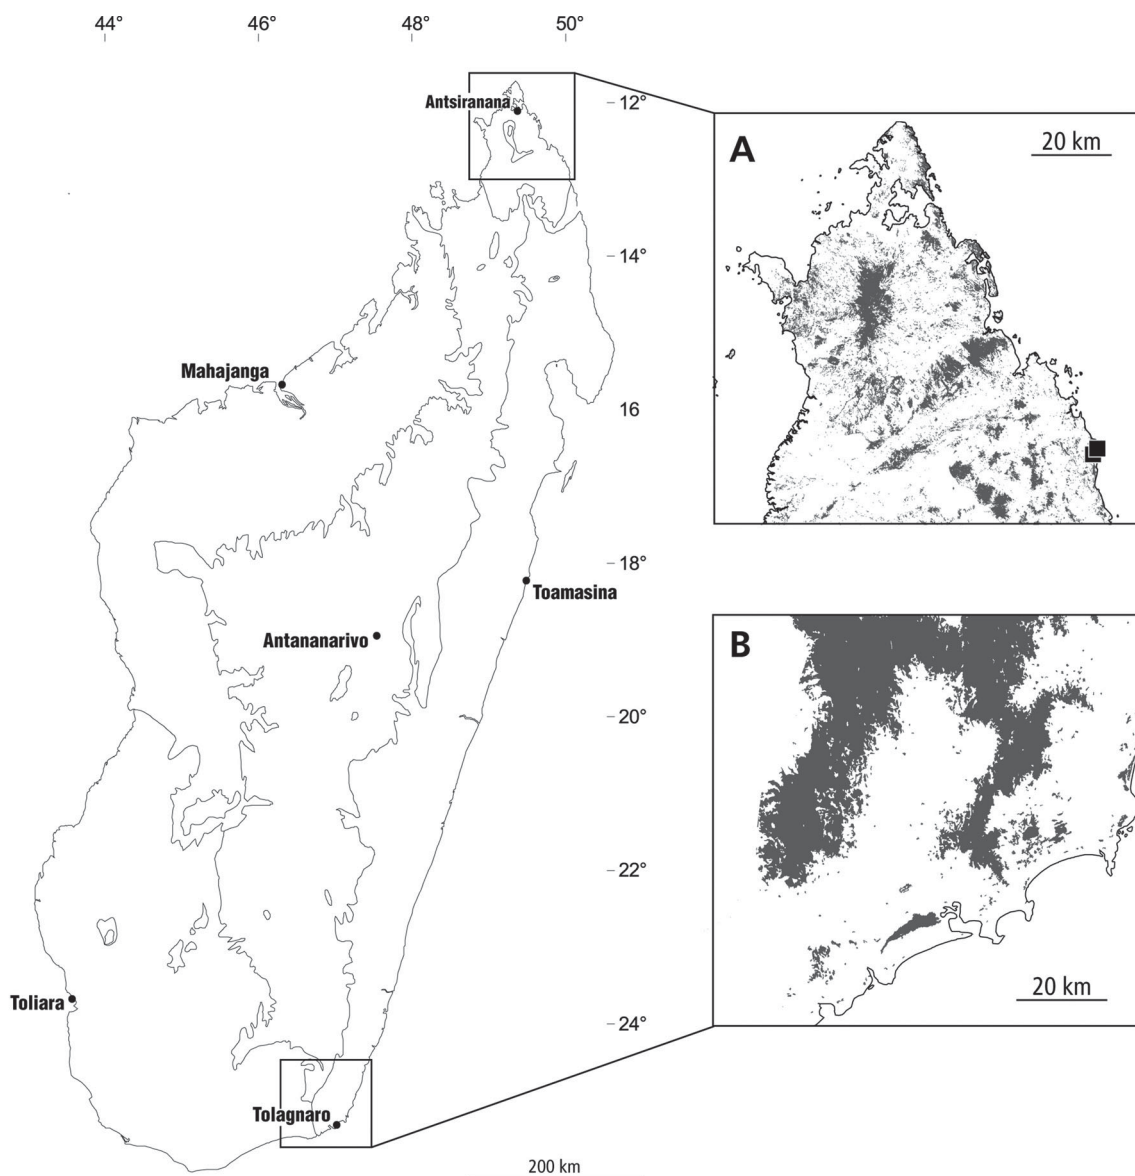 44° 46° 48° 50°
Antsiranana
12°
A
20 km
14°
Mahajanga
16
18°
Toamasina
Antananarivo
B
20°
22°
Toliara
20 km
24°
Tolagnaro
200 km